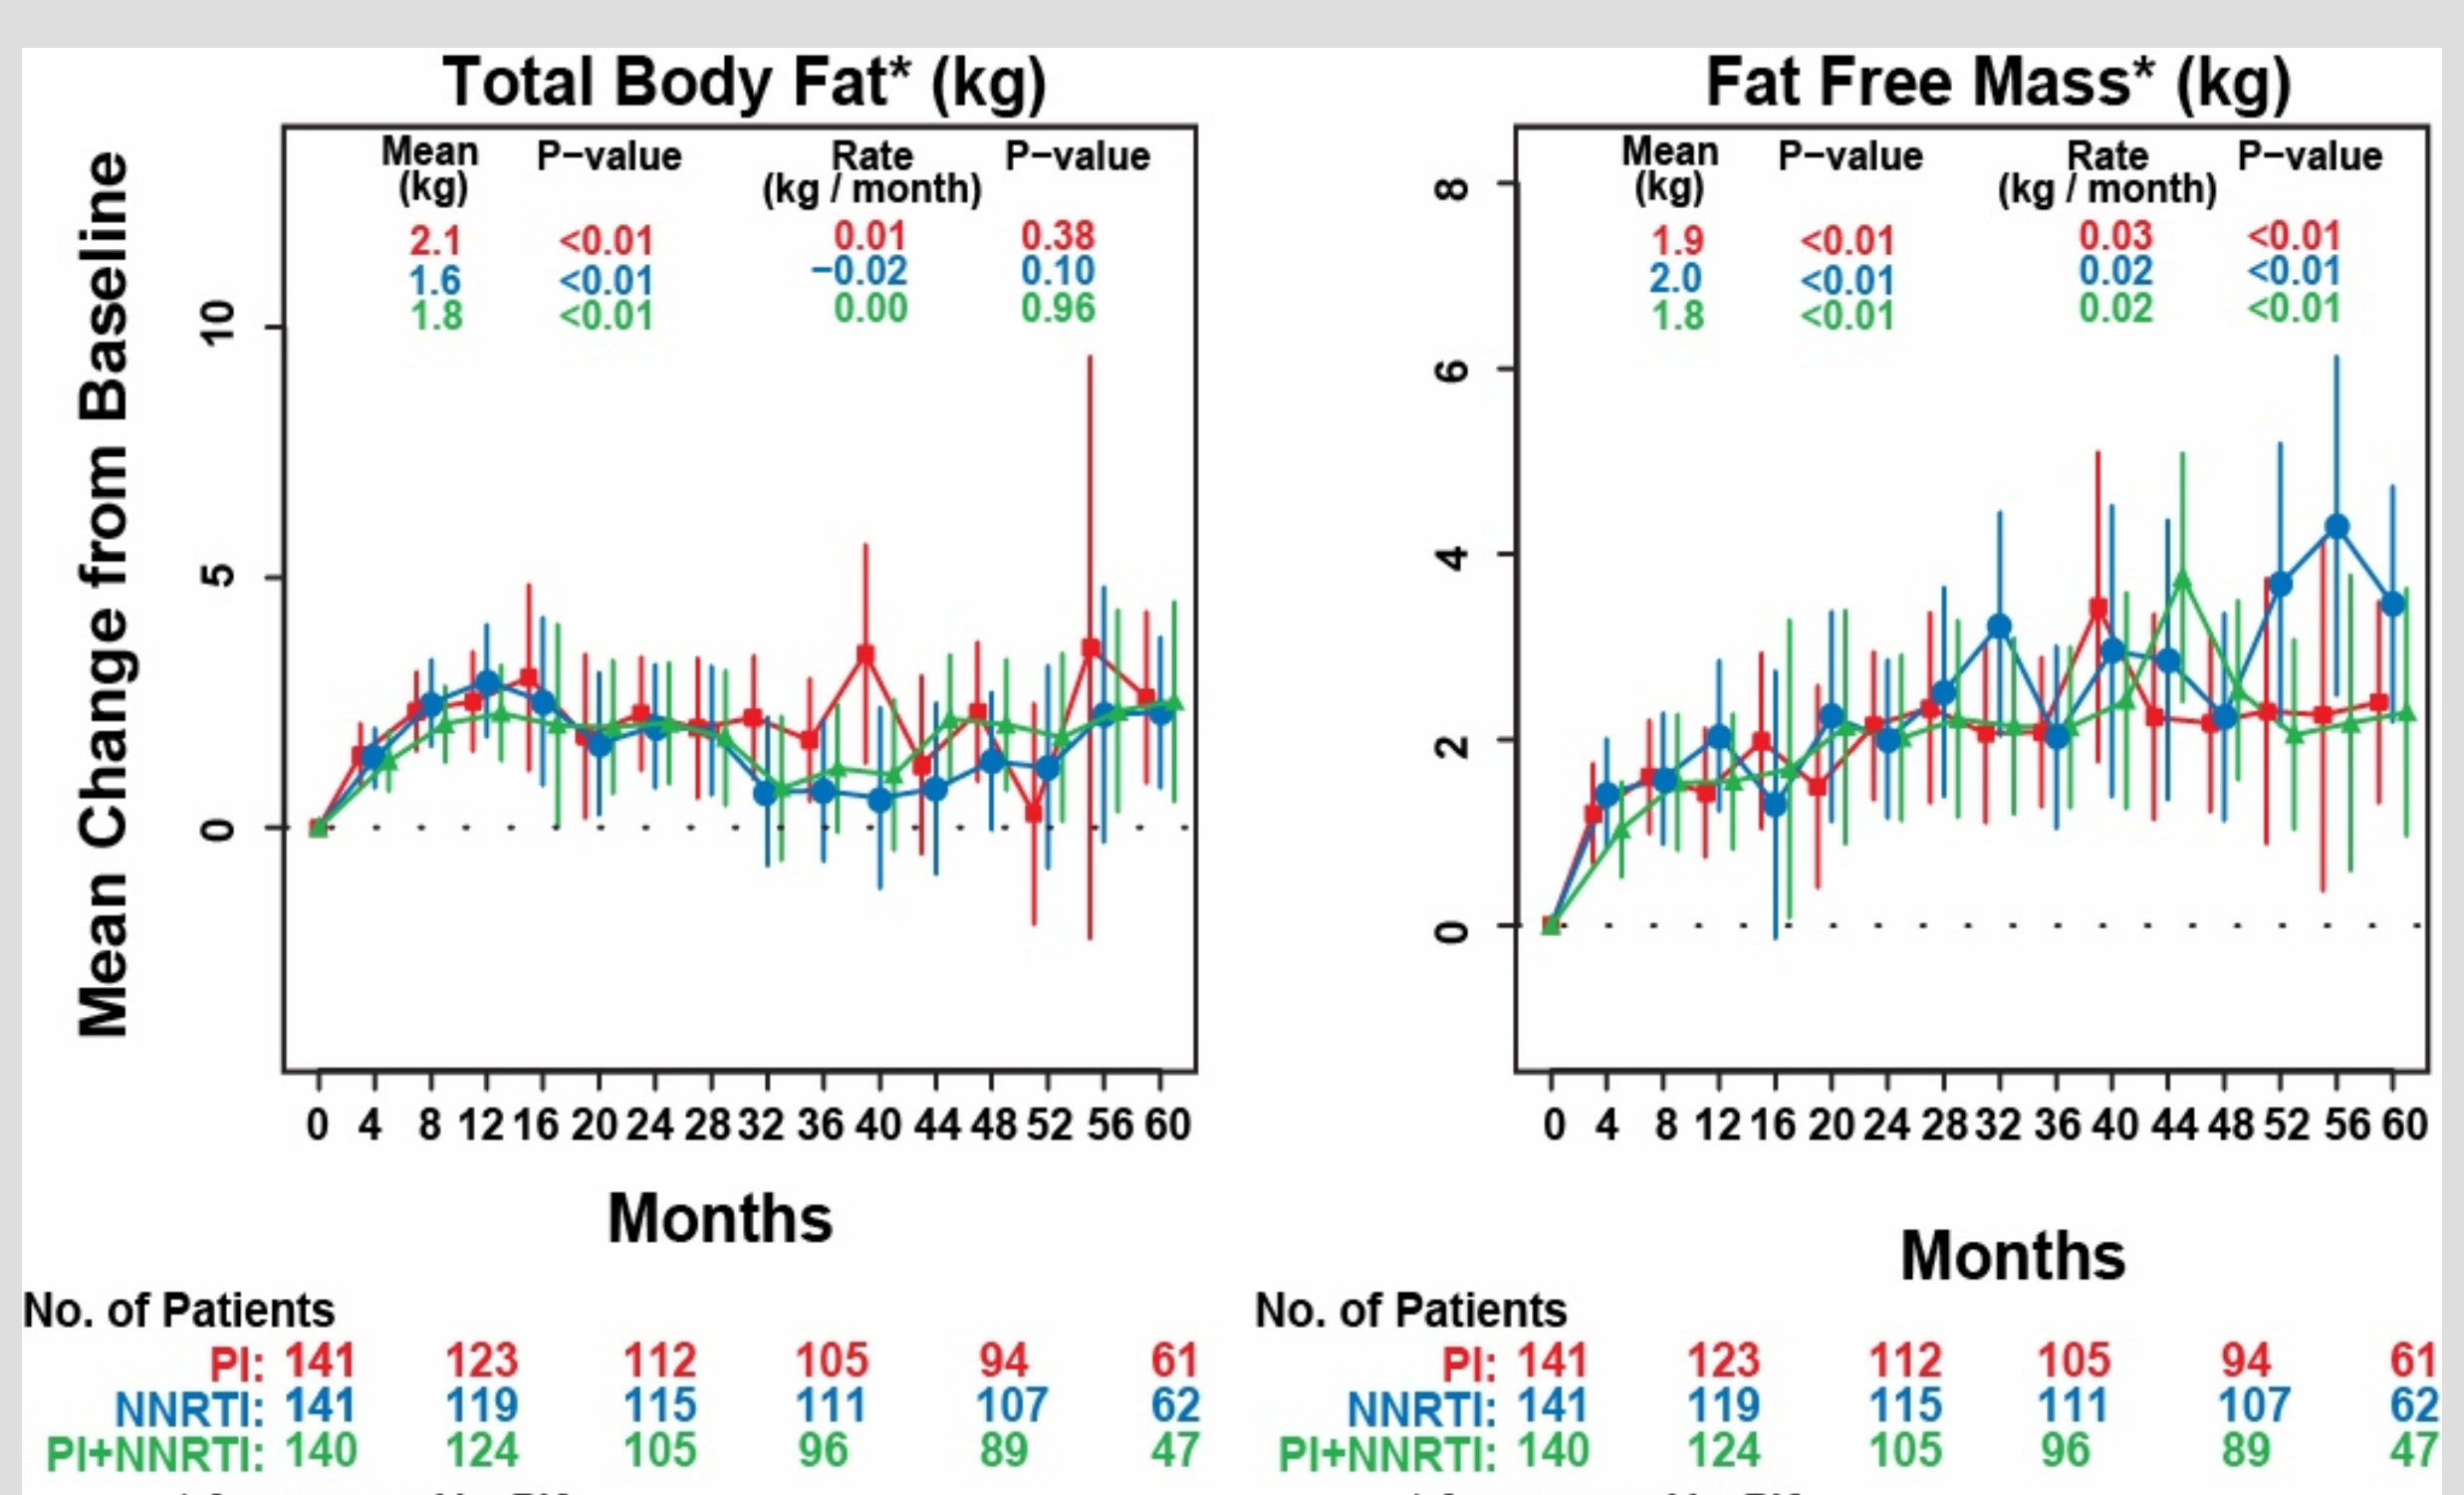 Total Body Fat* (kg)
Mean (kg) P-value Rate (kg / month) P-value
2.1 <0.01 0.01 0.38
1.6 <0.01 −0.02 0.10
1.8 <0.01 0.00 0.96
Mean Change from Baseline
10
5
0
0 4 8 12 16 20 24 28 32 36 40 44 48 52 56 60
Months
No. of Patients
PI: 141 123 112 105 94 61
NNRTI: 141 119 115 111 107 62
PI+NNRTI: 140 124 105 96 89 47
Fat Free Mass* (kg)
Mean (kg) P-value Rate (kg / month) P-value
1.9 <0.01 0.03 <0.01
2.0 <0.01 0.02 <0.01
1.8 <0.01 0.02 <0.01
8
6
4
2
0
0 4 8 12 16 20 24 28 32 36 40 44 48 52 56 60
Months
No. of Patients
PI: 141 123 112 105 94 61
NNRTI: 141 119 115 111 107 62
PI+NNRTI: 140 124 105 96 89 47